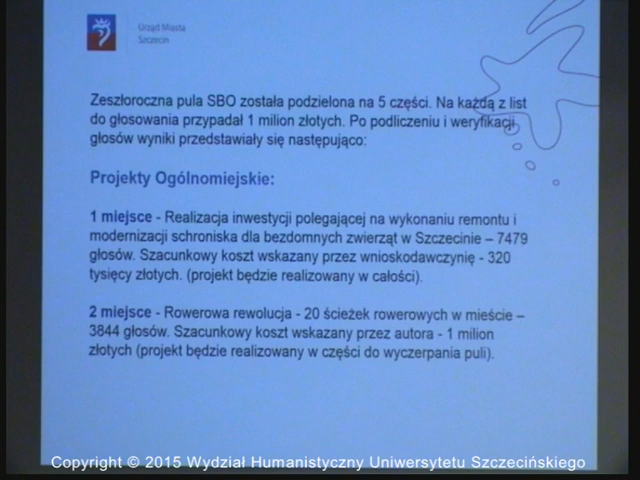 Urząd Miasta
Szczecin
Zeszłoroczna pula SBO została podzielona na 5 części. Na każdą z list
do głosowania przypadał 1 milion złotych. Po podliczeniu i weryfikacji
głosów wyniki przedstawiały się następująco:
Projekty Ogólnomiejskie:
1 miejsce - Realizacja inwestycji polegającej na wykonaniu remontu i
modernizacji schroniska dla bezdomnych zwierząt w Szczecinie – 7479
głosów. Szacunkowy koszt wskazany przez wnioskodawczynię - 320
tysięcy złotych. (projekt będzie realizowany w całości).
2 miejsce - Rowerowa rewolucja - 20 ścieżek rowerowych w mieście –
3844 głosów. Szacunkowy koszt wskazany przez autora - 1 milion
złotych (projekt będzie realizowany w części do wyczerpania puli).
Copyright © 2015 Wydział Humanistyczny Uniwersytetu Szczecińskiego